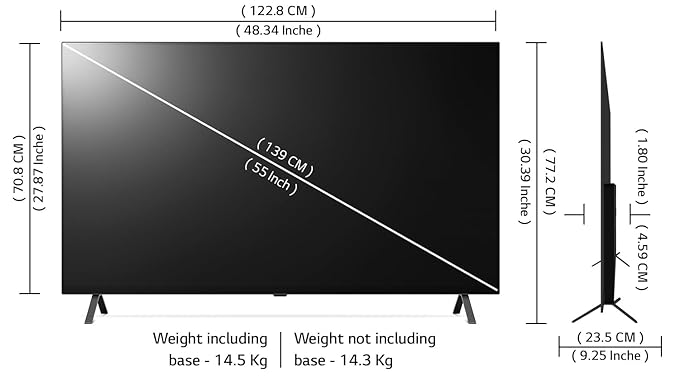 ( 122.8 CM )
( 48.34 Inche )
( 139 CM )
( 55 Inch )
( 70.8 CM )
( 27.87 Inche )
( 30.39 Inche )
( 77.2 CM )
( 1.80 Inche )
( 4.59 CM )
( 23.5 CM )
( 9.25 Inche )
Weight including
base - 14.5 Kg
Weight not including
base - 14.3 Kg